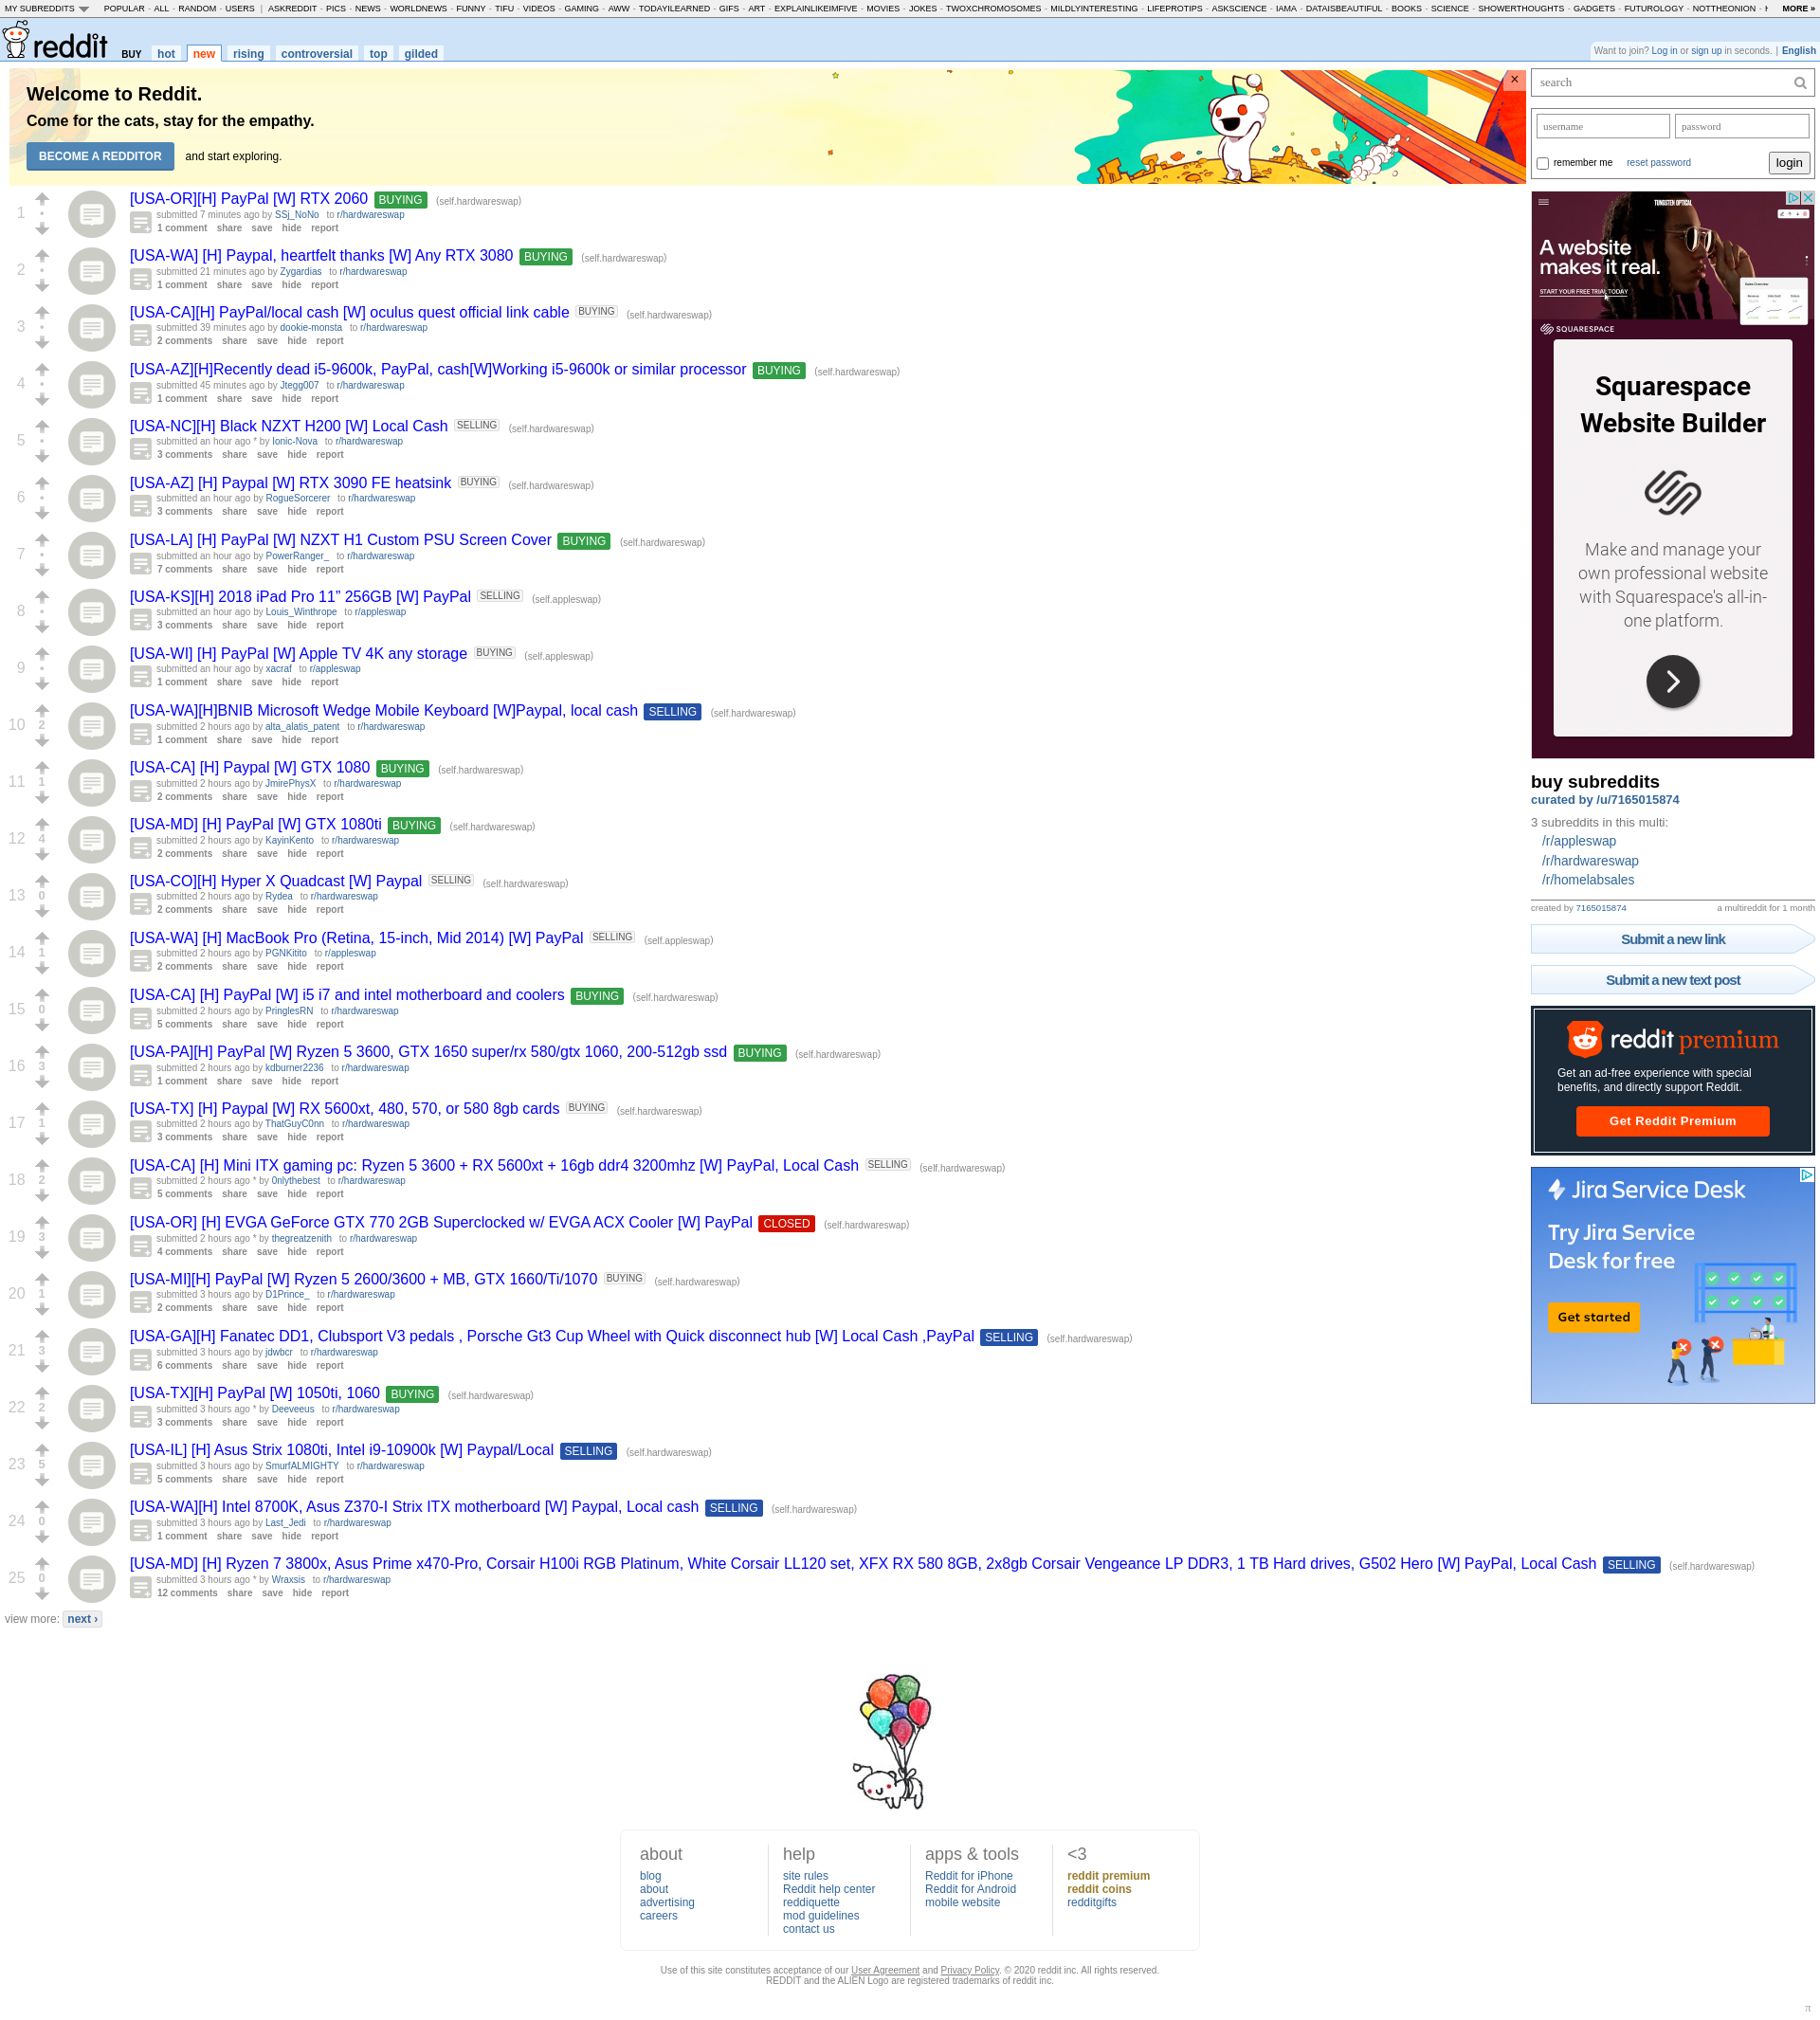 MY SUBREDDITS POPULAR - ALL - RANDOM - USERS | ASKREDDIT - PICS - NEWS - WORLDNEWS - FUNNY - TIFU - VIDEOS - GAMING - AWW - TODAYILEARNED - GIFS - ART - EXPLAINLIKEIMFIVE - MOVIES - JOKES - TWOXCHROMOSOMES - MILDLYINTERESTING - LIFEPROTIPS - ASKSCIENCE - IAMA - DATAISBEAUTIFUL - BOOKS - SCIENCE - SHOWERTHOUGHTS - GADGETS - FUTUROLOGY - NOTTHEONION - MORE »
reddit BUY hot new rising controversial top gilded
Want to join? Log in or sign up in seconds. | English
Welcome to Reddit.
Come for the cats, stay for the empathy.
BECOME A REDDITOR and start exploring.
×
1
[USA-OR][H] PayPal [W] RTX 2060 BUYING (self.hardwareswap)
submitted 7 minutes ago by SSj_NoNo to r/hardwareswap
1 comment share save hide report
2
[USA-WA] [H] Paypal, heartfelt thanks [W] Any RTX 3080 BUYING (self.hardwareswap)
submitted 21 minutes ago by Zygardias to r/hardwareswap
1 comment share save hide report
3
[USA-CA][H] PayPal/local cash [W] oculus quest official link cable BUYING (self.hardwareswap)
submitted 39 minutes ago by dookie-monsta to r/hardwareswap
2 comments share save hide report
4
[USA-AZ][H]Recently dead i5-9600k, PayPal, cash[W]Working i5-9600k or similar processor BUYING (self.hardwareswap)
submitted 45 minutes ago by Jtegg007 to r/hardwareswap
1 comment share save hide report
5
[USA-NC][H] Black NZXT H200 [W] Local Cash SELLING (self.hardwareswap)
submitted an hour ago * by Ionic-Nova to r/hardwareswap
3 comments share save hide report
6
[USA-AZ] [H] Paypal [W] RTX 3090 FE heatsink BUYING (self.hardwareswap)
submitted an hour ago by RogueSorcerer to r/hardwareswap
3 comments share save hide report
7
[USA-LA] [H] PayPal [W] NZXT H1 Custom PSU Screen Cover BUYING (self.hardwareswap)
submitted an hour ago by PowerRanger_ to r/hardwareswap
7 comments share save hide report
8
[USA-KS][H] 2018 iPad Pro 11” 256GB [W] PayPal SELLING (self.appleswap)
submitted an hour ago by Louis_Winthrope to r/appleswap
3 comments share save hide report
9
[USA-WI] [H] PayPal [W] Apple TV 4K any storage BUYING (self.appleswap)
submitted an hour ago by xacraf to r/appleswap
1 comment share save hide report
10 2
[USA-WA][H]BNIB Microsoft Wedge Mobile Keyboard [W]Paypal, local cash SELLING (self.hardwareswap)
submitted 2 hours ago by alta_alatis_patent to r/hardwareswap
1 comment share save hide report
11 1
[USA-CA] [H] Paypal [W] GTX 1080 BUYING (self.hardwareswap)
submitted 2 hours ago by JmirePhysX to r/hardwareswap
2 comments share save hide report
12 4
[USA-MD] [H] PayPal [W] GTX 1080ti BUYING (self.hardwareswap)
submitted 2 hours ago by KayinKento to r/hardwareswap
2 comments share save hide report
13 0
[USA-CO][H] Hyper X Quadcast [W] Paypal SELLING (self.hardwareswap)
submitted 2 hours ago by Rydea to r/hardwareswap
2 comments share save hide report
14 1
[USA-WA] [H] MacBook Pro (Retina, 15-inch, Mid 2014) [W] PayPal SELLING (self.appleswap)
submitted 2 hours ago by PGNKitito to r/appleswap
2 comments share save hide report
15 0
[USA-CA] [H] PayPal [W] i5 i7 and intel motherboard and coolers BUYING (self.hardwareswap)
submitted 2 hours ago by PringlesRN to r/hardwareswap
5 comments share save hide report
16 3
[USA-PA][H] PayPal [W] Ryzen 5 3600, GTX 1650 super/rx 580/gtx 1060, 200-512gb ssd BUYING (self.hardwareswap)
submitted 2 hours ago by kdburner2236 to r/hardwareswap
1 comment share save hide report
17 1
[USA-TX] [H] Paypal [W] RX 5600xt, 480, 570, or 580 8gb cards BUYING (self.hardwareswap)
submitted 2 hours ago by ThatGuyC0nn to r/hardwareswap
3 comments share save hide report
18 2
[USA-CA] [H] Mini ITX gaming pc: Ryzen 5 3600 + RX 5600xt + 16gb ddr4 3200mhz [W] PayPal, Local Cash SELLING (self.hardwareswap)
submitted 2 hours ago * by 0nlythebest to r/hardwareswap
5 comments share save hide report
19 3
[USA-OR] [H] EVGA GeForce GTX 770 2GB Superclocked w/ EVGA ACX Cooler [W] PayPal CLOSED (self.hardwareswap)
submitted 2 hours ago * by thegreatzenith to r/hardwareswap
4 comments share save hide report
20 1
[USA-MI][H] PayPal [W] Ryzen 5 2600/3600 + MB, GTX 1660/Ti/1070 BUYING (self.hardwareswap)
submitted 3 hours ago by D1Prince_ to r/hardwareswap
2 comments share save hide report
21 3
[USA-GA][H] Fanatec DD1, Clubsport V3 pedals , Porsche Gt3 Cup Wheel with Quick disconnect hub [W] Local Cash ,PayPal SELLING (self.hardwareswap)
submitted 3 hours ago by jdwbcr to r/hardwareswap
6 comments share save hide report
22 2
[USA-TX][H] PayPal [W] 1050ti, 1060 BUYING (self.hardwareswap)
submitted 3 hours ago * by Deeveeus to r/hardwareswap
3 comments share save hide report
23 5
[USA-IL] [H] Asus Strix 1080ti, Intel i9-10900k [W] Paypal/Local SELLING (self.hardwareswap)
submitted 3 hours ago by SmurfALMIGHTY to r/hardwareswap
5 comments share save hide report
24 0
[USA-WA][H] Intel 8700K, Asus Z370-I Strix ITX motherboard [W] Paypal, Local cash SELLING (self.hardwareswap)
submitted 3 hours ago by Last_Jedi to r/hardwareswap
1 comment share save hide report
25 0
[USA-MD] [H] Ryzen 7 3800x, Asus Prime x470-Pro, Corsair H100i RGB Platinum, White Corsair LL120 set, XFX RX 580 8GB, 2x8gb Corsair Vengeance LP DDR3, 1 TB Hard drives, G502 Hero [W] PayPal, Local Cash SELLING (self.hardwareswap)
submitted 3 hours ago * by Wraxsis to r/hardwareswap
12 comments share save hide report
view more: next ›
search
username password
remember me reset password login
TUNGSTEN OPTICAL
A website
makes it real.
START YOUR FREE TRIAL TODAY
SQUARESPACE
Squarespace
Website Builder
Make and manage your
own professional website
with Squarespace's all-in-
one platform.
buy subreddits
curated by /u/7165015874
3 subreddits in this multi:
/r/appleswap
/r/hardwareswap
/r/homelabsales
created by 7165015874 a multireddit for 1 month
Submit a new link
Submit a new text post
reddit premium
Get an ad-free experience with special
benefits, and directly support Reddit.
Get Reddit Premium
Jira Service Desk
Try Jira Service
Desk for free
Get started
about
blog
about
advertising
careers
help
site rules
Reddit help center
reddiquette
mod guidelines
contact us
apps & tools
Reddit for iPhone
Reddit for Android
mobile website
<3
reddit premium
reddit coins
redditgifts
Use of this site constitutes acceptance of our User Agreement and Privacy Policy. © 2020 reddit inc. All rights reserved.
REDDIT and the ALIEN Logo are registered trademarks of reddit inc.
π